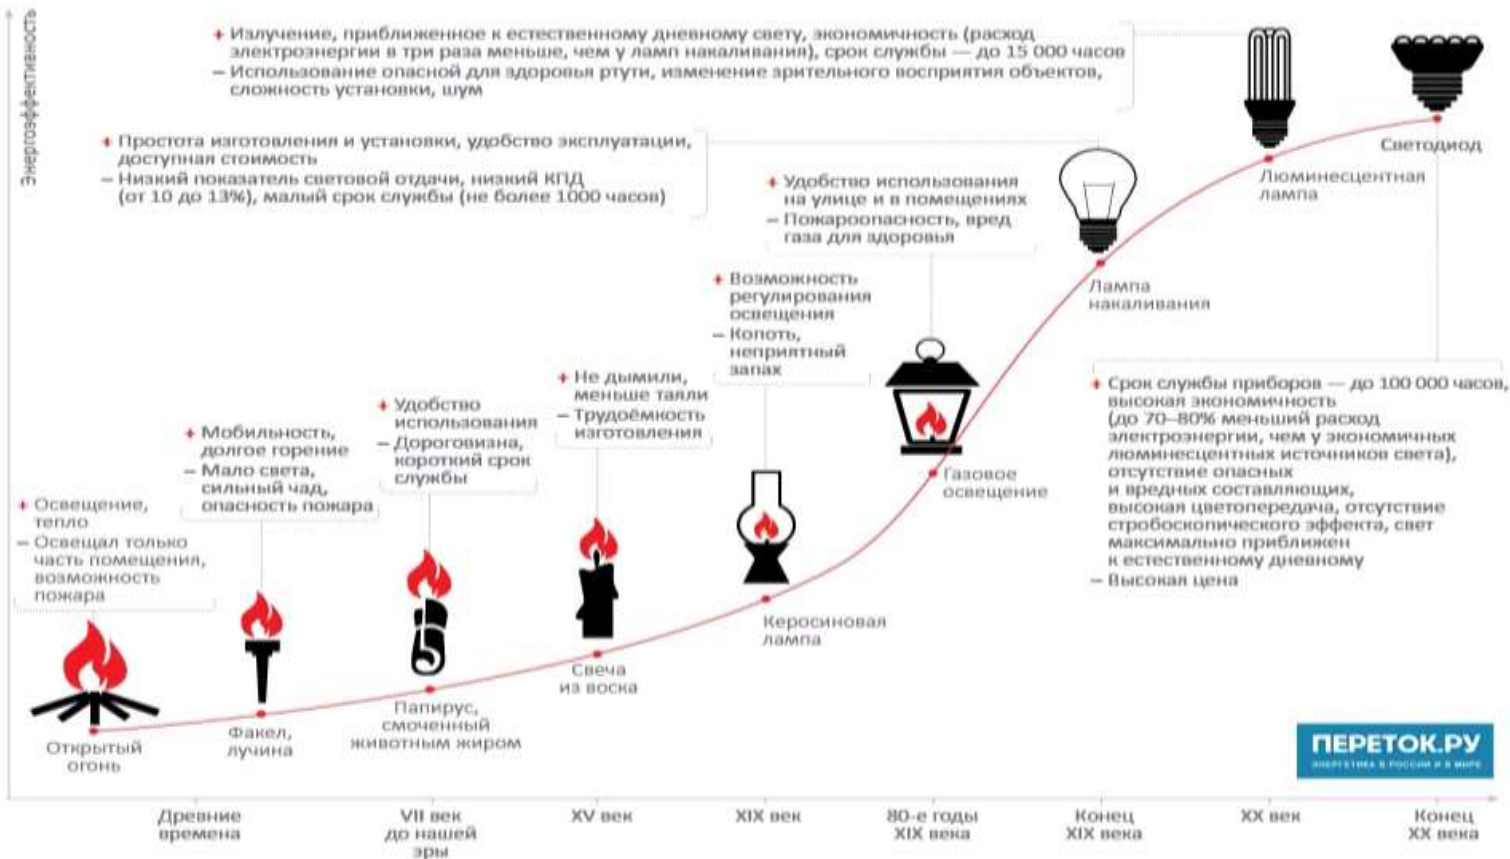 Энергоэффективность
+ Излучение, приближенное к естественному дневному свету, экономичность (расход
электроэнергии в три раза меньше, чем у ламп накаливания), срок службы — до 15 000 часов
– Использование опасной для здоровья ртути, изменение зрительного восприятия объектов,
сложность установки, шум
+ Простота изготовления и установки, удобство эксплуатации,
доступная стоимость
– Низкий показатель световой отдачи, низкий КПД
(от 10 до 13%), малый срок службы (не более 1000 часов)
+ Удобство использования
на улице и в помещениях
– Пожароопасность, вред
газа для здоровья
+ Возможность
регулирования
освещения
– Копоть,
неприятный
запах
+ Не дымили,
меньше таяли
– Трудоёмкость
изготовления
+ Удобство
использования
– Дороговизна,
короткий срок
службы
+ Мобильность,
долгое горение
– Мало света,
сильный чад,
опасность пожара
+ Освещение,
тепло
– Освещал только
часть помещения,
возможность
пожара
+ Срок службы приборов — до 100 000 часов,
высокая экономичность
(до 70–80% меньший расход
электроэнергии, чем у экономичных
люминесцентных источников света),
отсутствие опасных
и вредных составляющих,
высокая цветопередача, отсутствие
стробоскопического эффекта, свет
максимально приближен
к естественному дневному
– Высокая цена
Открытый
огонь
Факел,
лучина
Папирус,
смоченный
животным жиром
Свеча
из воска
Керосиновая
лампа
Газовое
освещение
Лампа
накаливания
Люминесцентная
лампа
Светодиод
ПЕРЕТОК.РУ
ЭНЕРГЕТИКА В РОССИИ И В МИРЕ
Древние
времена
VII век
до нашей
эры
XV век
XIX век
80-е годы
XIX века
Конец
XIX века
XX век
Конец
XX века